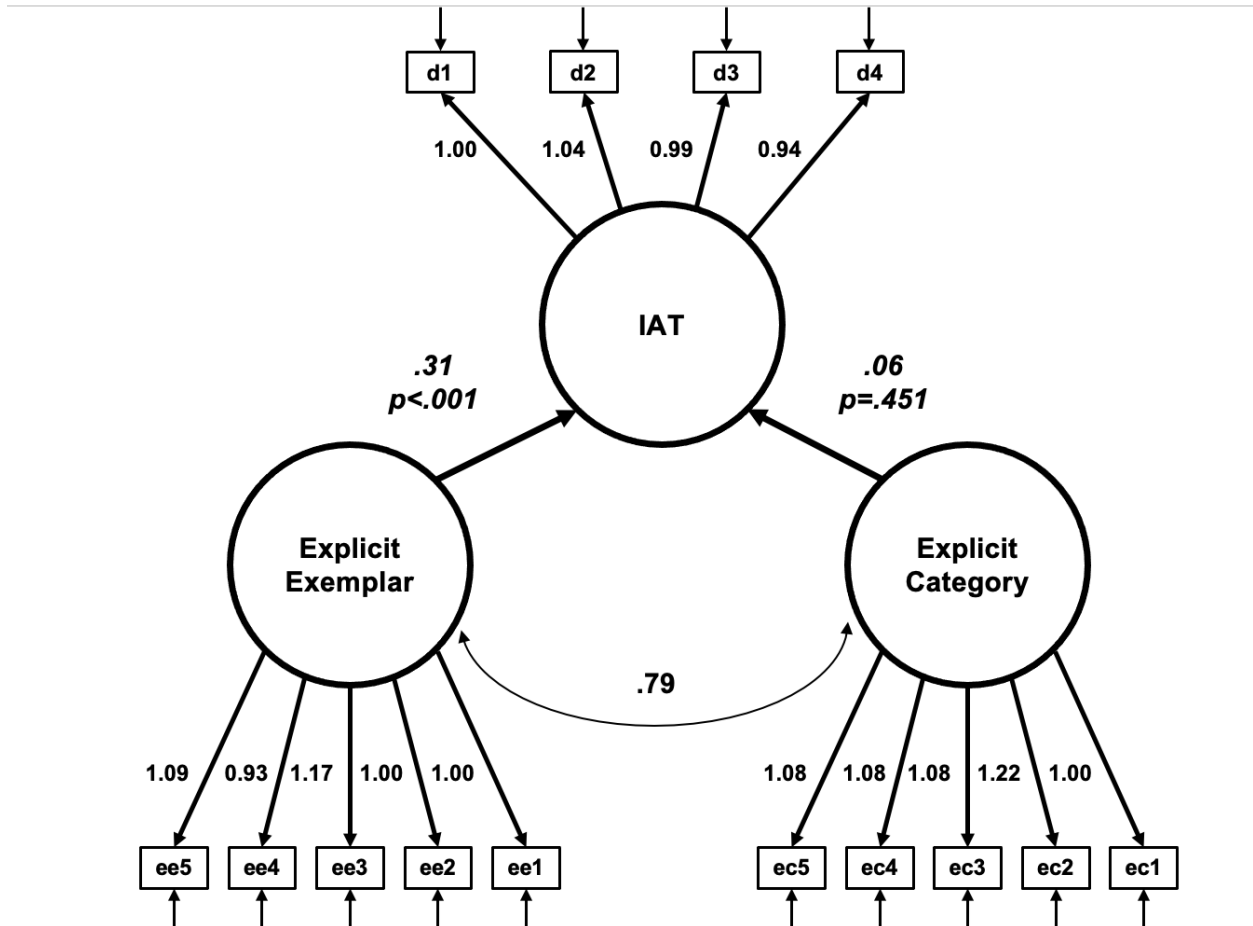 d1 d2 d3 d4
1.00 1.04 0.99 0.94
IAT
.31
p<.001
.06
p=.451
Explicit
Exemplar
Explicit
Category
.79
1.09 0.93 1.17 1.00 1.00
1.08 1.08 1.08 1.22 1.00
ee5 ee4 ee3 ee2 ee1
ec5 ec4 ec3 ec2 ec1